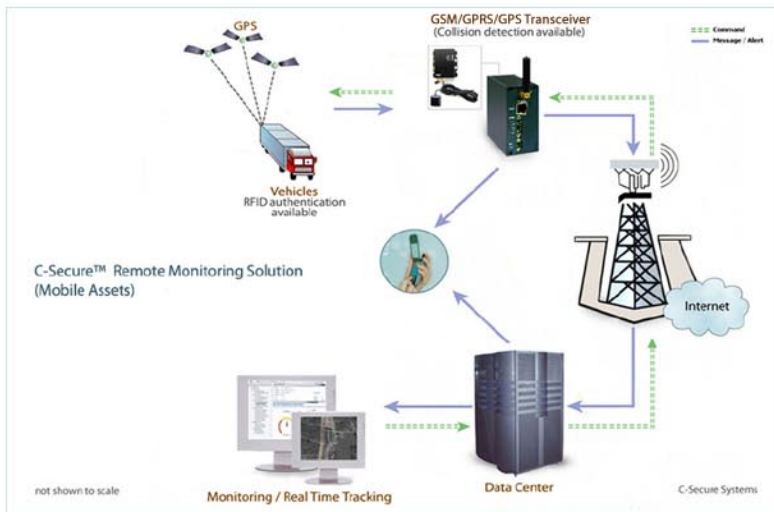 GPS
GSM/GPRS/GPS Transceiver
(Collision detection available)
Command
Message / Alert
Vehicles
RFID authentication
available
C-Secure™ Remote Monitoring Solution
(Mobile Assets)
Internet
Monitoring / Real Time Tracking
Data Center
not shown to scale
C-Secure Systems